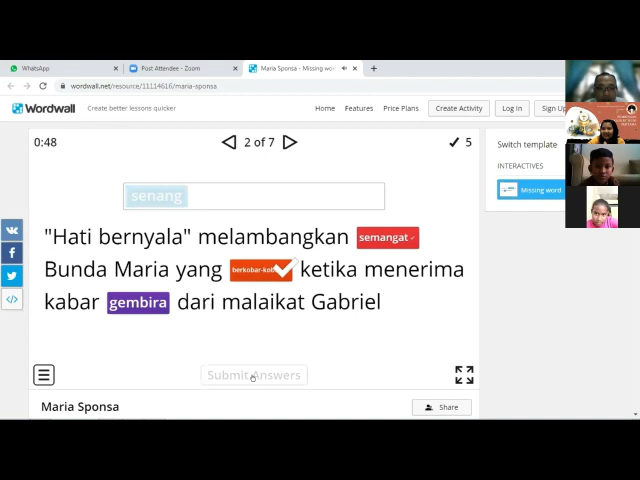 WhatsApp
Post Attendee - Zoom
Maria Sponsa - Missing wo
wordwall.net/resource/11114616/maria-sponsa
Wordwall
Create better lessons quicker
Home
Features
Price Plans
Create Activity
Log In
Sign Up
0:48
2 of 7
5
Switch template
INTERACTIVES
Missing word
senang
"Hati bernyala" melambangkan semangat
Bunda Maria yang berkobar-kob ketika menerima
kabar gembira dari malaikat Gabriel
Submit Answers
Maria Sponsa
Share